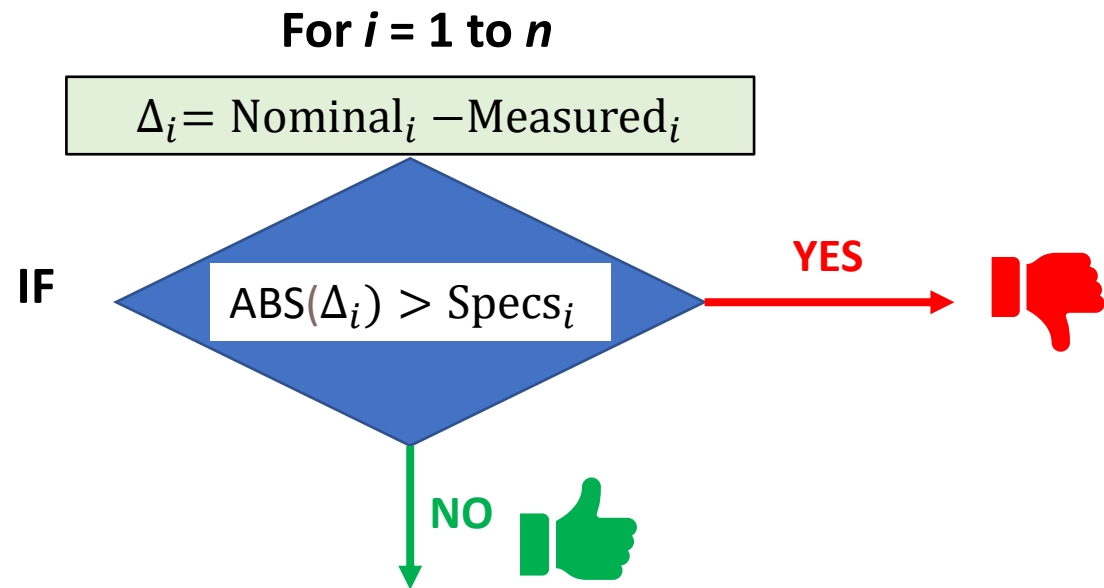 For i = 1 to n
Δᵢ= Nominalᵢ −Measuredᵢ
IF
ABS(Δᵢ) > Specsᵢ
YES
NO